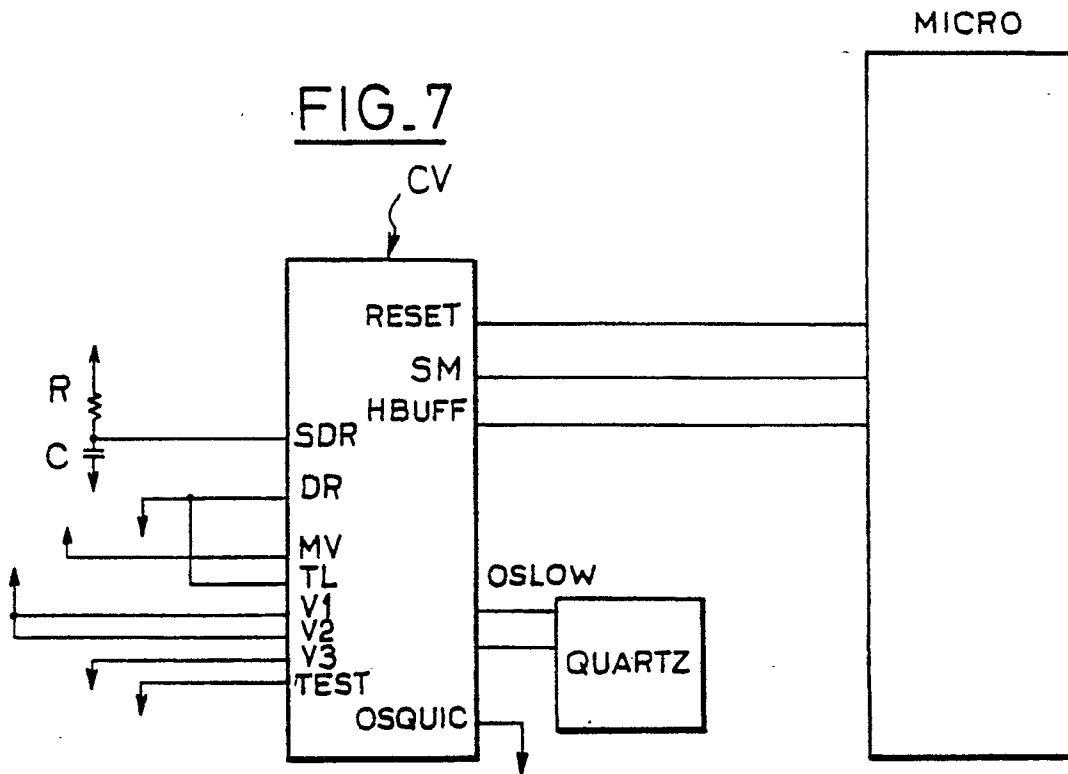 MICRO
FIG_7
CV
RESET
SM
HBUFF
R
C
SDR
DR
MV
TL
V1
V2
V3
TEST
OSLOW
QUARTZ
OSQUIC